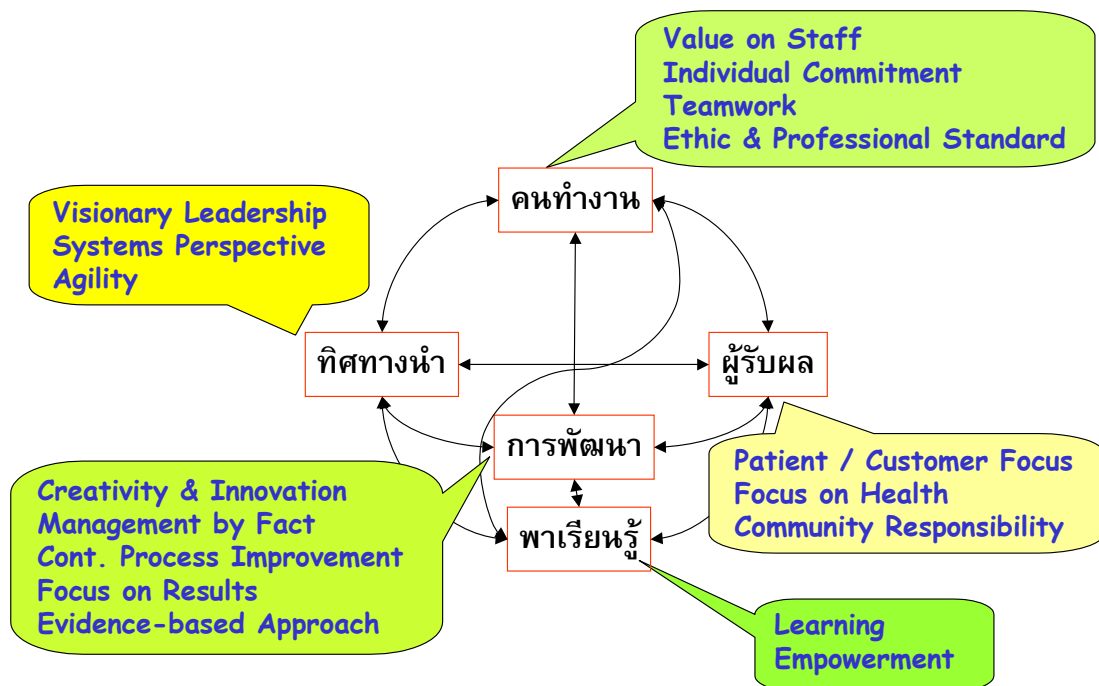 Value on Staff
Individual Commitment
Teamwork
Ethic & Professional Standard
คนทำงาน
Visionary Leadership
Systems Perspective
Agility
ทิศทางนำ
ผู้รับผล
การพัฒนา
Patient / Customer Focus
Focus on Health
Community Responsibility
Creativity & Innovation
Management by Fact
Cont. Process Improvement
Focus on Results
Evidence-based Approach
พาเรียนรู้
Learning
Empowerment